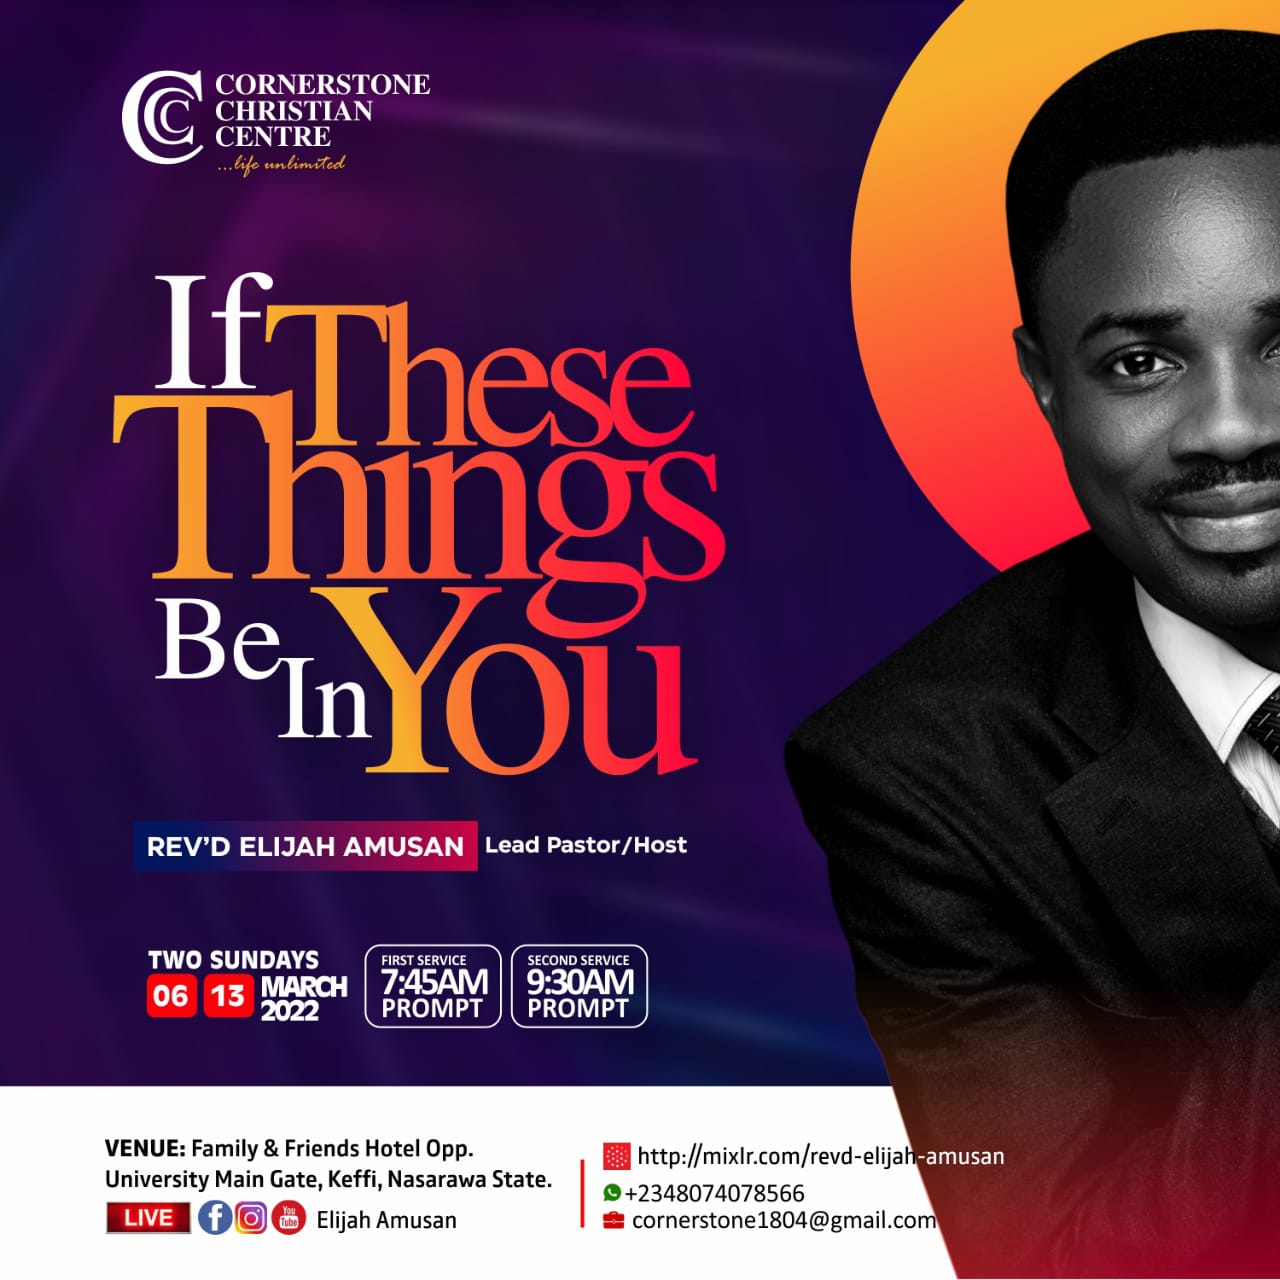 CORNERSTONE
CHRISTIAN
CENTRE
...life unlimited
If These
Things
Be In You
REV'D ELIJAH AMUSAN Lead Pastor/Host
TWO SUNDAYS
06 13 MARCH
2022
FIRST SERVICE
7:45AM
PROMPT
SECOND SERVICE
9:30AM
PROMPT
VENUE: Family & Friends Hotel Opp.
University Main Gate, Keffi, Nasarawa State.
LIVE You Tube Elijah Amusan
http://mixlr.com/revd-elijah-amusan
+2348074078566
cornerstone1804@gmail.com